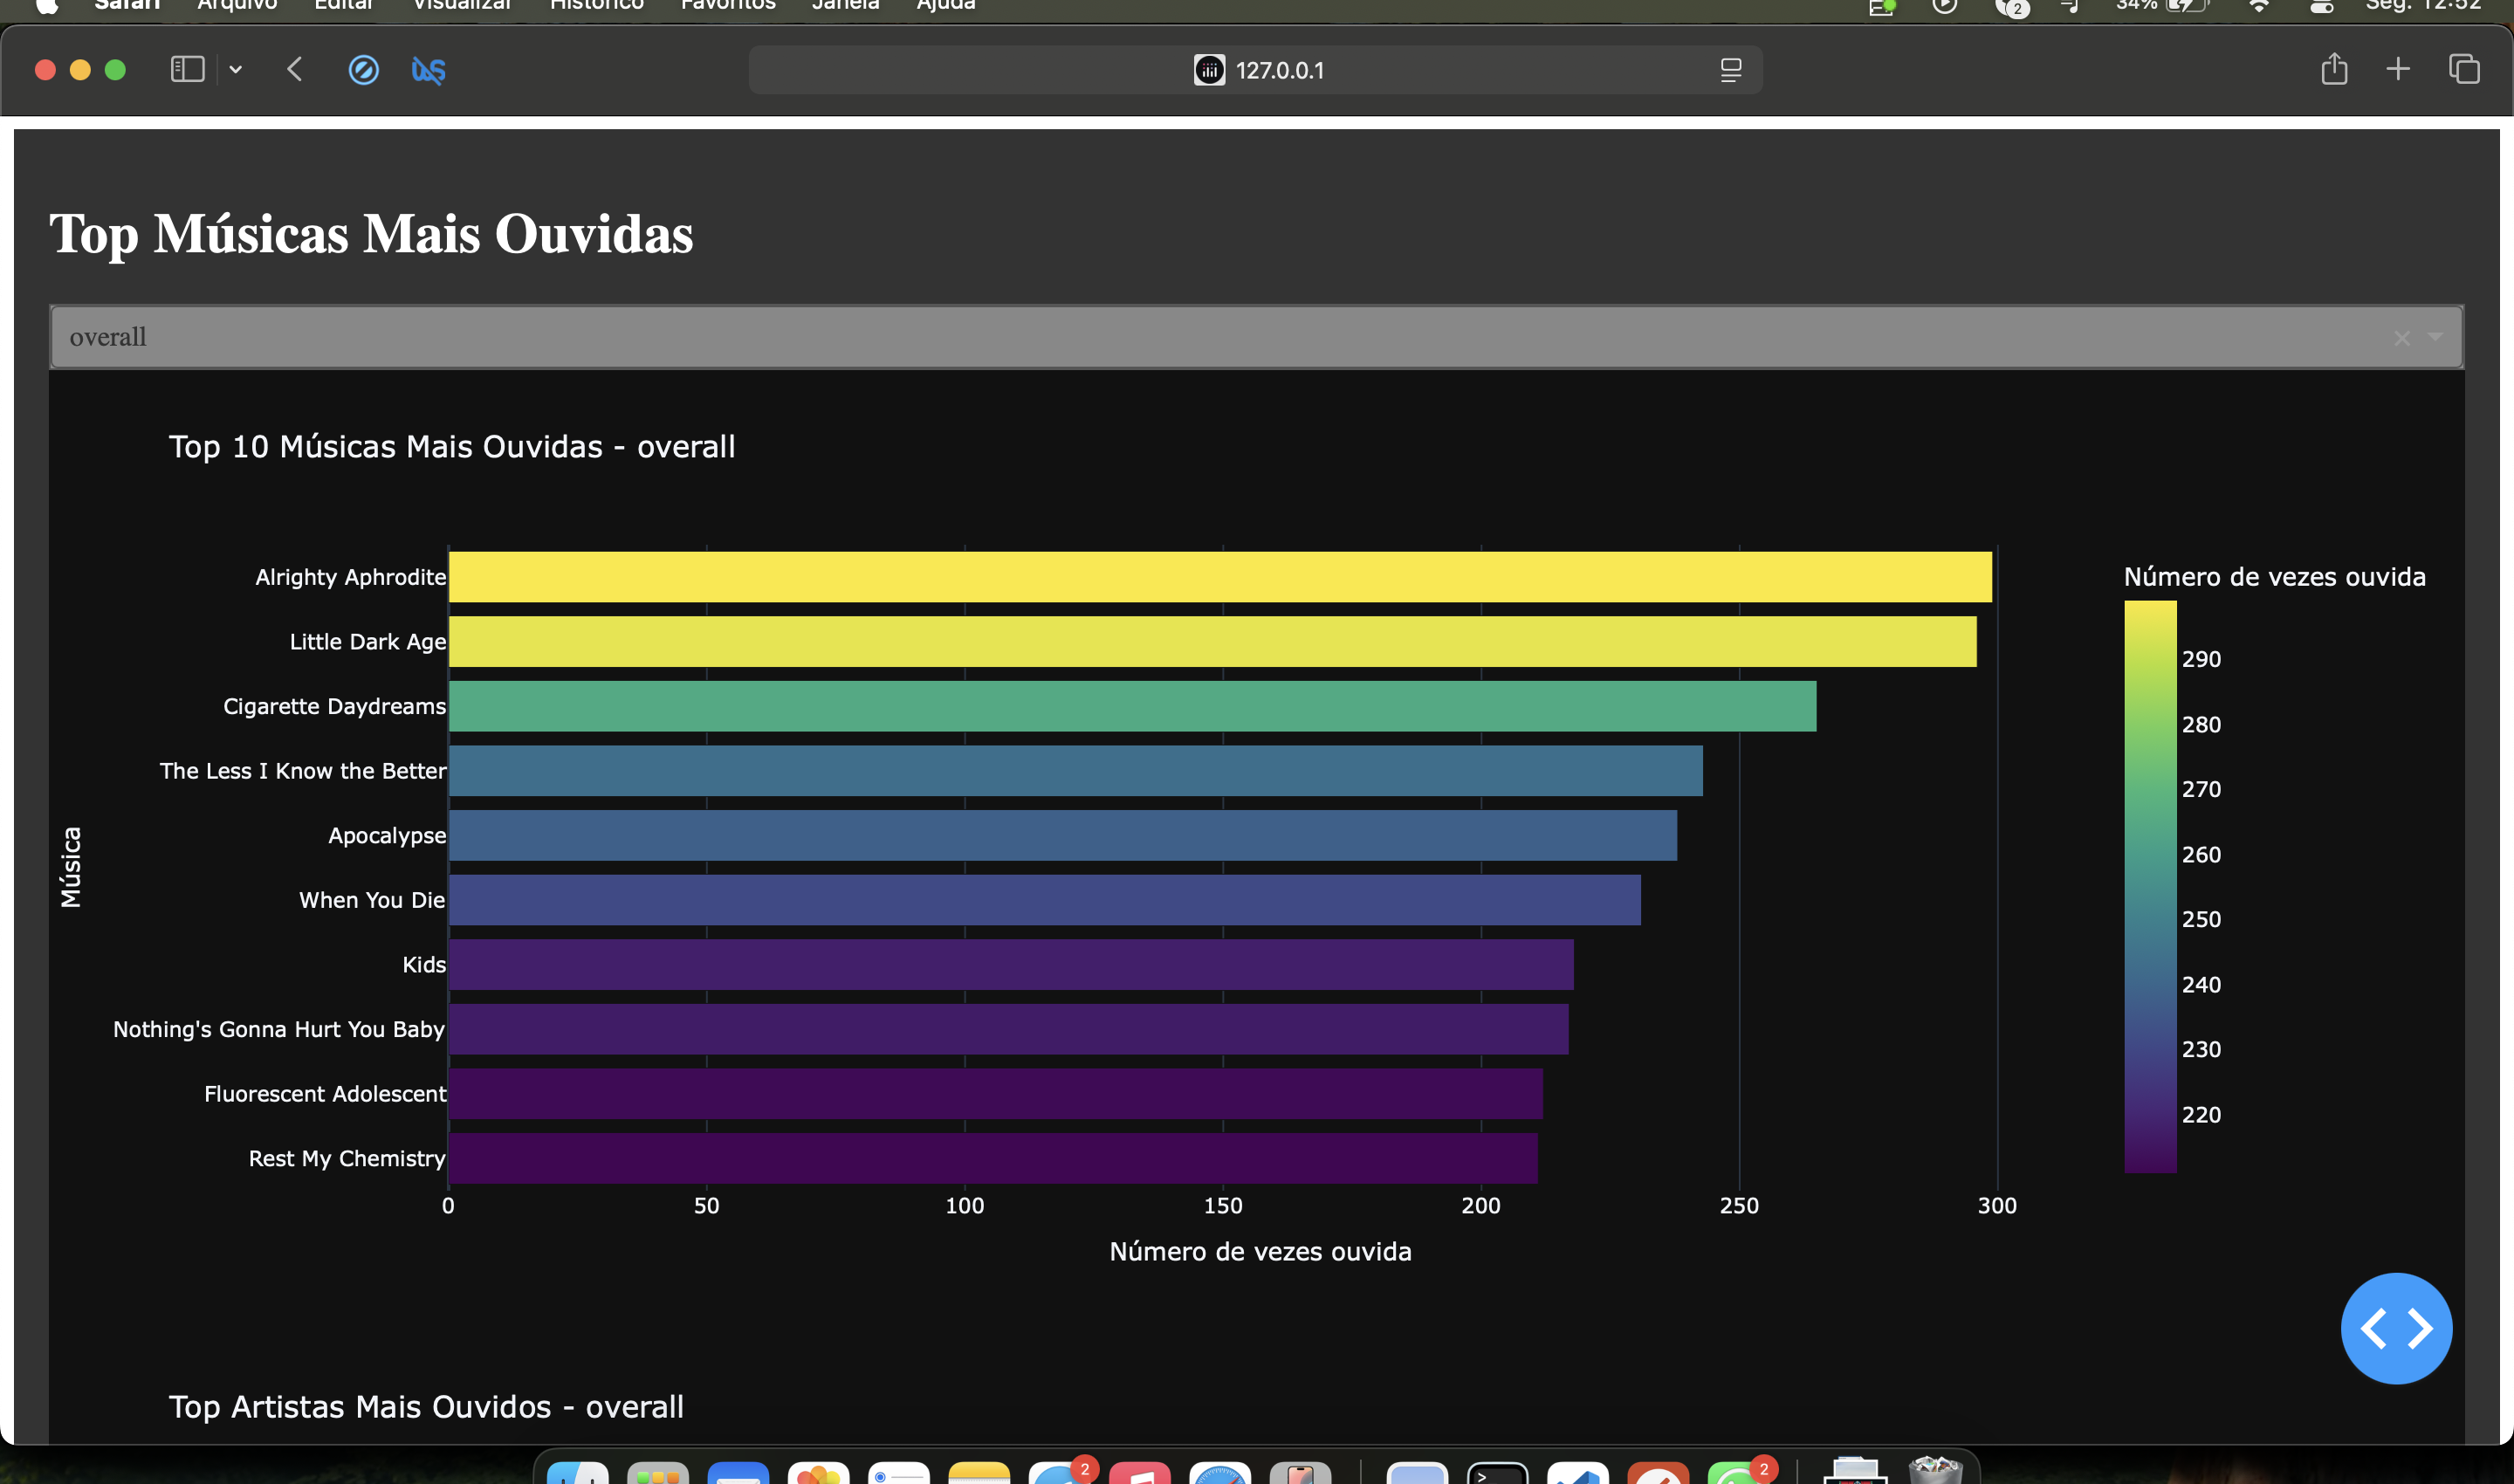 Safari Arquivo Editar Visualizar Histórico Favoritos Janela Ajuda 2 34% Seg. 12:52
127.0.0.1
Top Músicas Mais Ouvidas
overall
Top 10 Músicas Mais Ouvidas - overall
Música
Alrighty Aphrodite
Little Dark Age
Cigarette Daydreams
The Less I Know the Better
Apocalypse
When You Die
Kids
Nothing's Gonna Hurt You Baby
Fluorescent Adolescent
Rest My Chemistry
0 50 100 150 200 250 300
Número de vezes ouvida
Número de vezes ouvida
290
280
270
260
250
240
230
220
Top Artistas Mais Ouvidos - overall
2 2